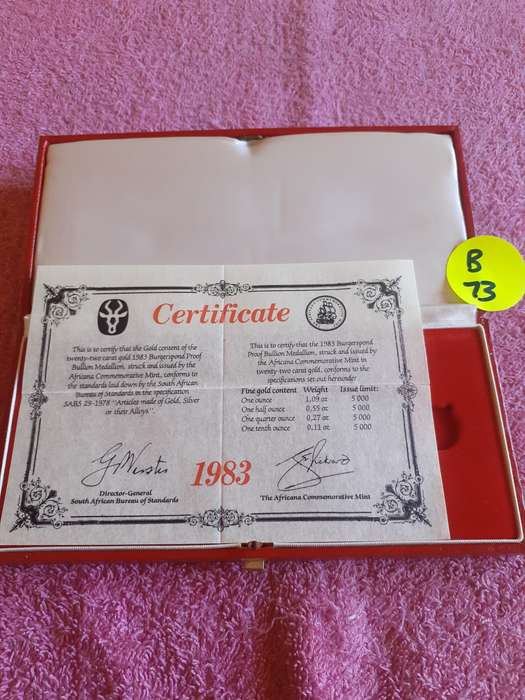 B
73
Certificate
This is to certify that the Gold content of the
twenty-two carat gold 1983 Burgerspond Proof
Bullion Medallion, struck and issued by the
Africana Commemorative Mint, conforms to
the standards laid down by the South African
Bureau of Standards in the specification
SABS 29-1978 "Articles made of Gold, Silver
or their Alloys".
This is to certify that the 1983 Burgerspond
Proof Bullion Medallion, struck and issued by
the Africana Commemorative Mint in
twenty-two carat gold, conforms to the
specifications set out hereunder
Fine gold content Weight Issue limit:
One ounce 1,09 oz 5 000
One half ounce 0,55 oz 5 000
One quarter ounce 0,27 oz 5 000
One tenth ounce 0,11 oz 5 000
1983
Director-General
South African Bureau of Standards
The Africana Commemorative Mint